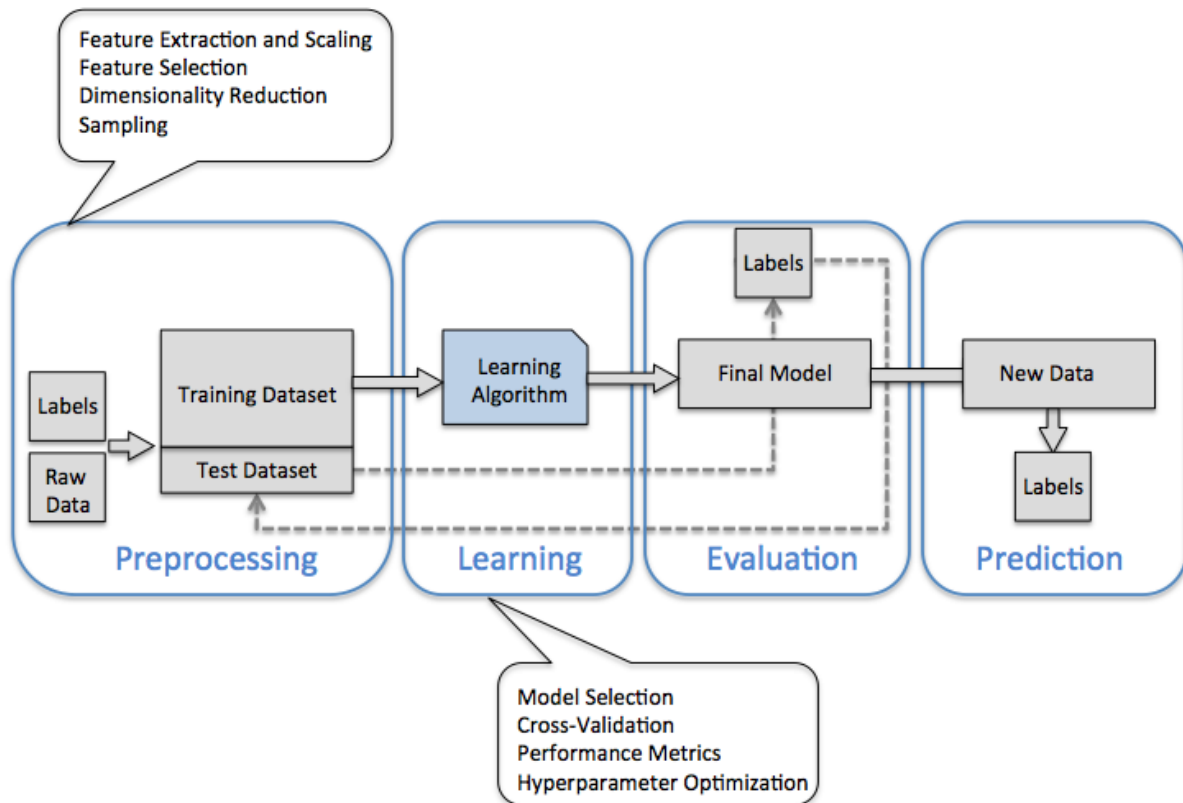 Feature Extraction and Scaling
Feature Selection
Dimensionality Reduction
Sampling
Labels
Raw
Data
Training Dataset
Test Dataset
Preprocessing
Learning
Algorithm
Learning
Labels
Final Model
Evaluation
New Data
Labels
Prediction
Model Selection
Cross-Validation
Performance Metrics
Hyperparameter Optimization